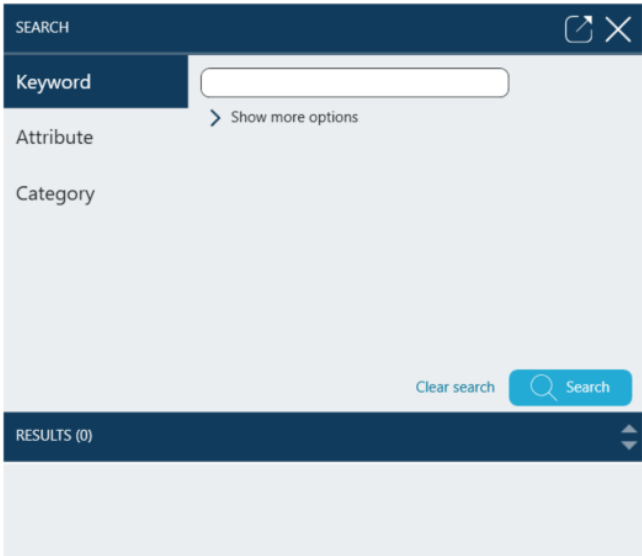 SEARCH
Keyword
Show more options
Attribute
Category
Clear search
Search
RESULTS (0)